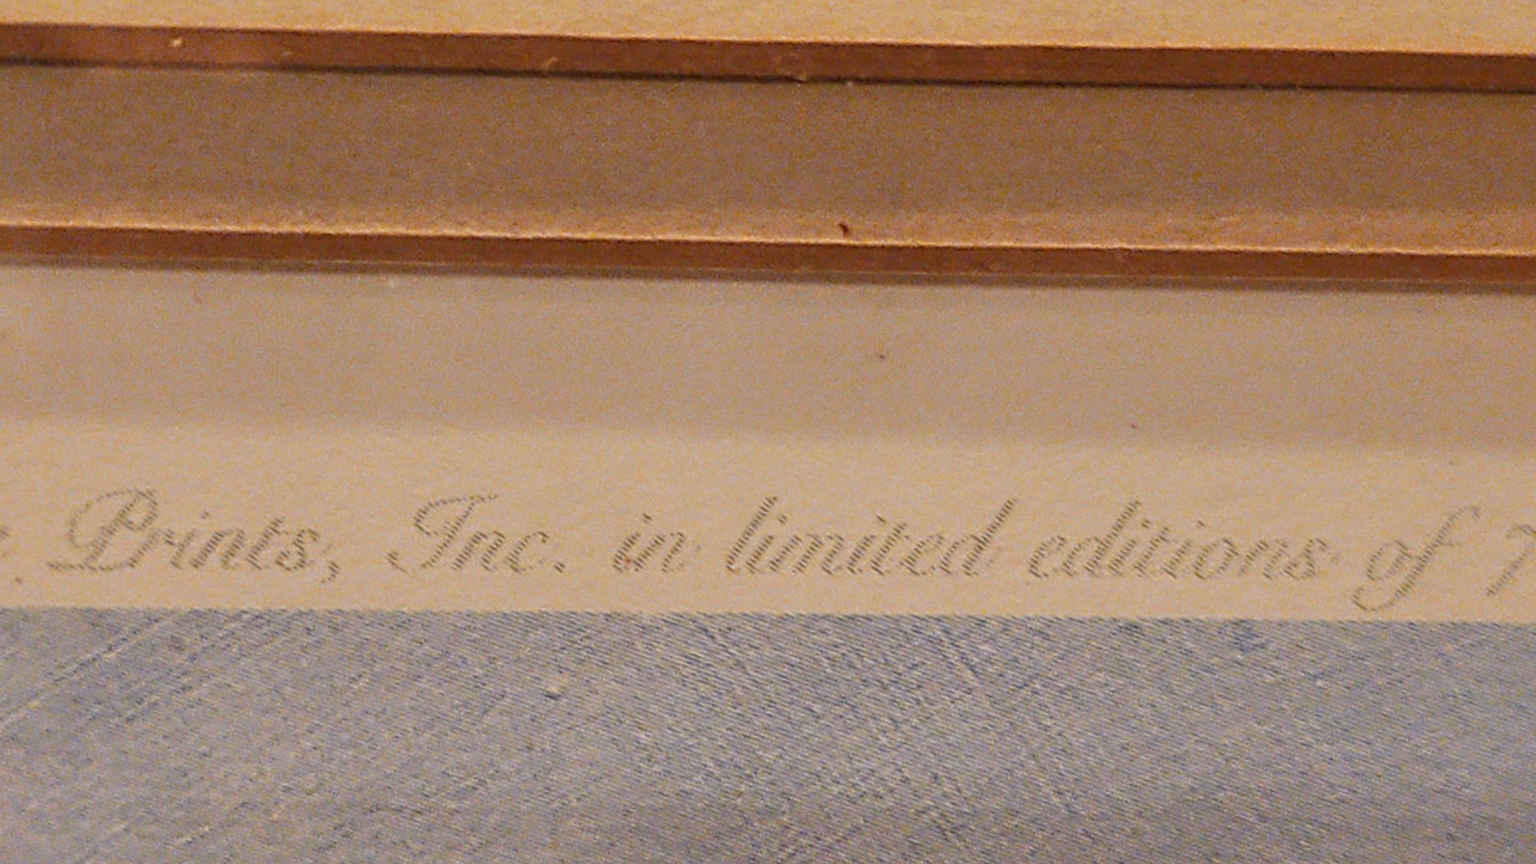 Prints, Inc. in limited editions of